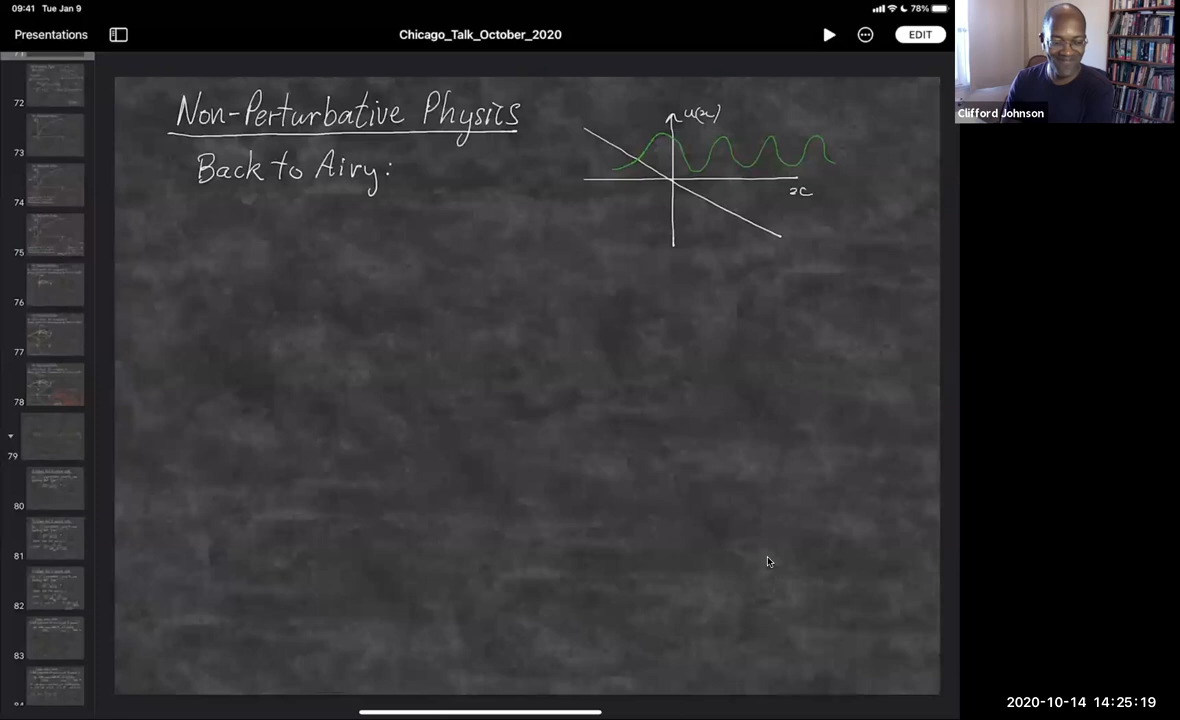 09:41 Tue Jan 9
78%
Presentations
Chicago_Talk_October_2020
EDIT
Clifford Johnson
72
73
74
75
76
77
78
79
80
81
82
83
Non-Perturbative Physics
Back to Airy:
u(x)
x
2020-10-14 14:25:19